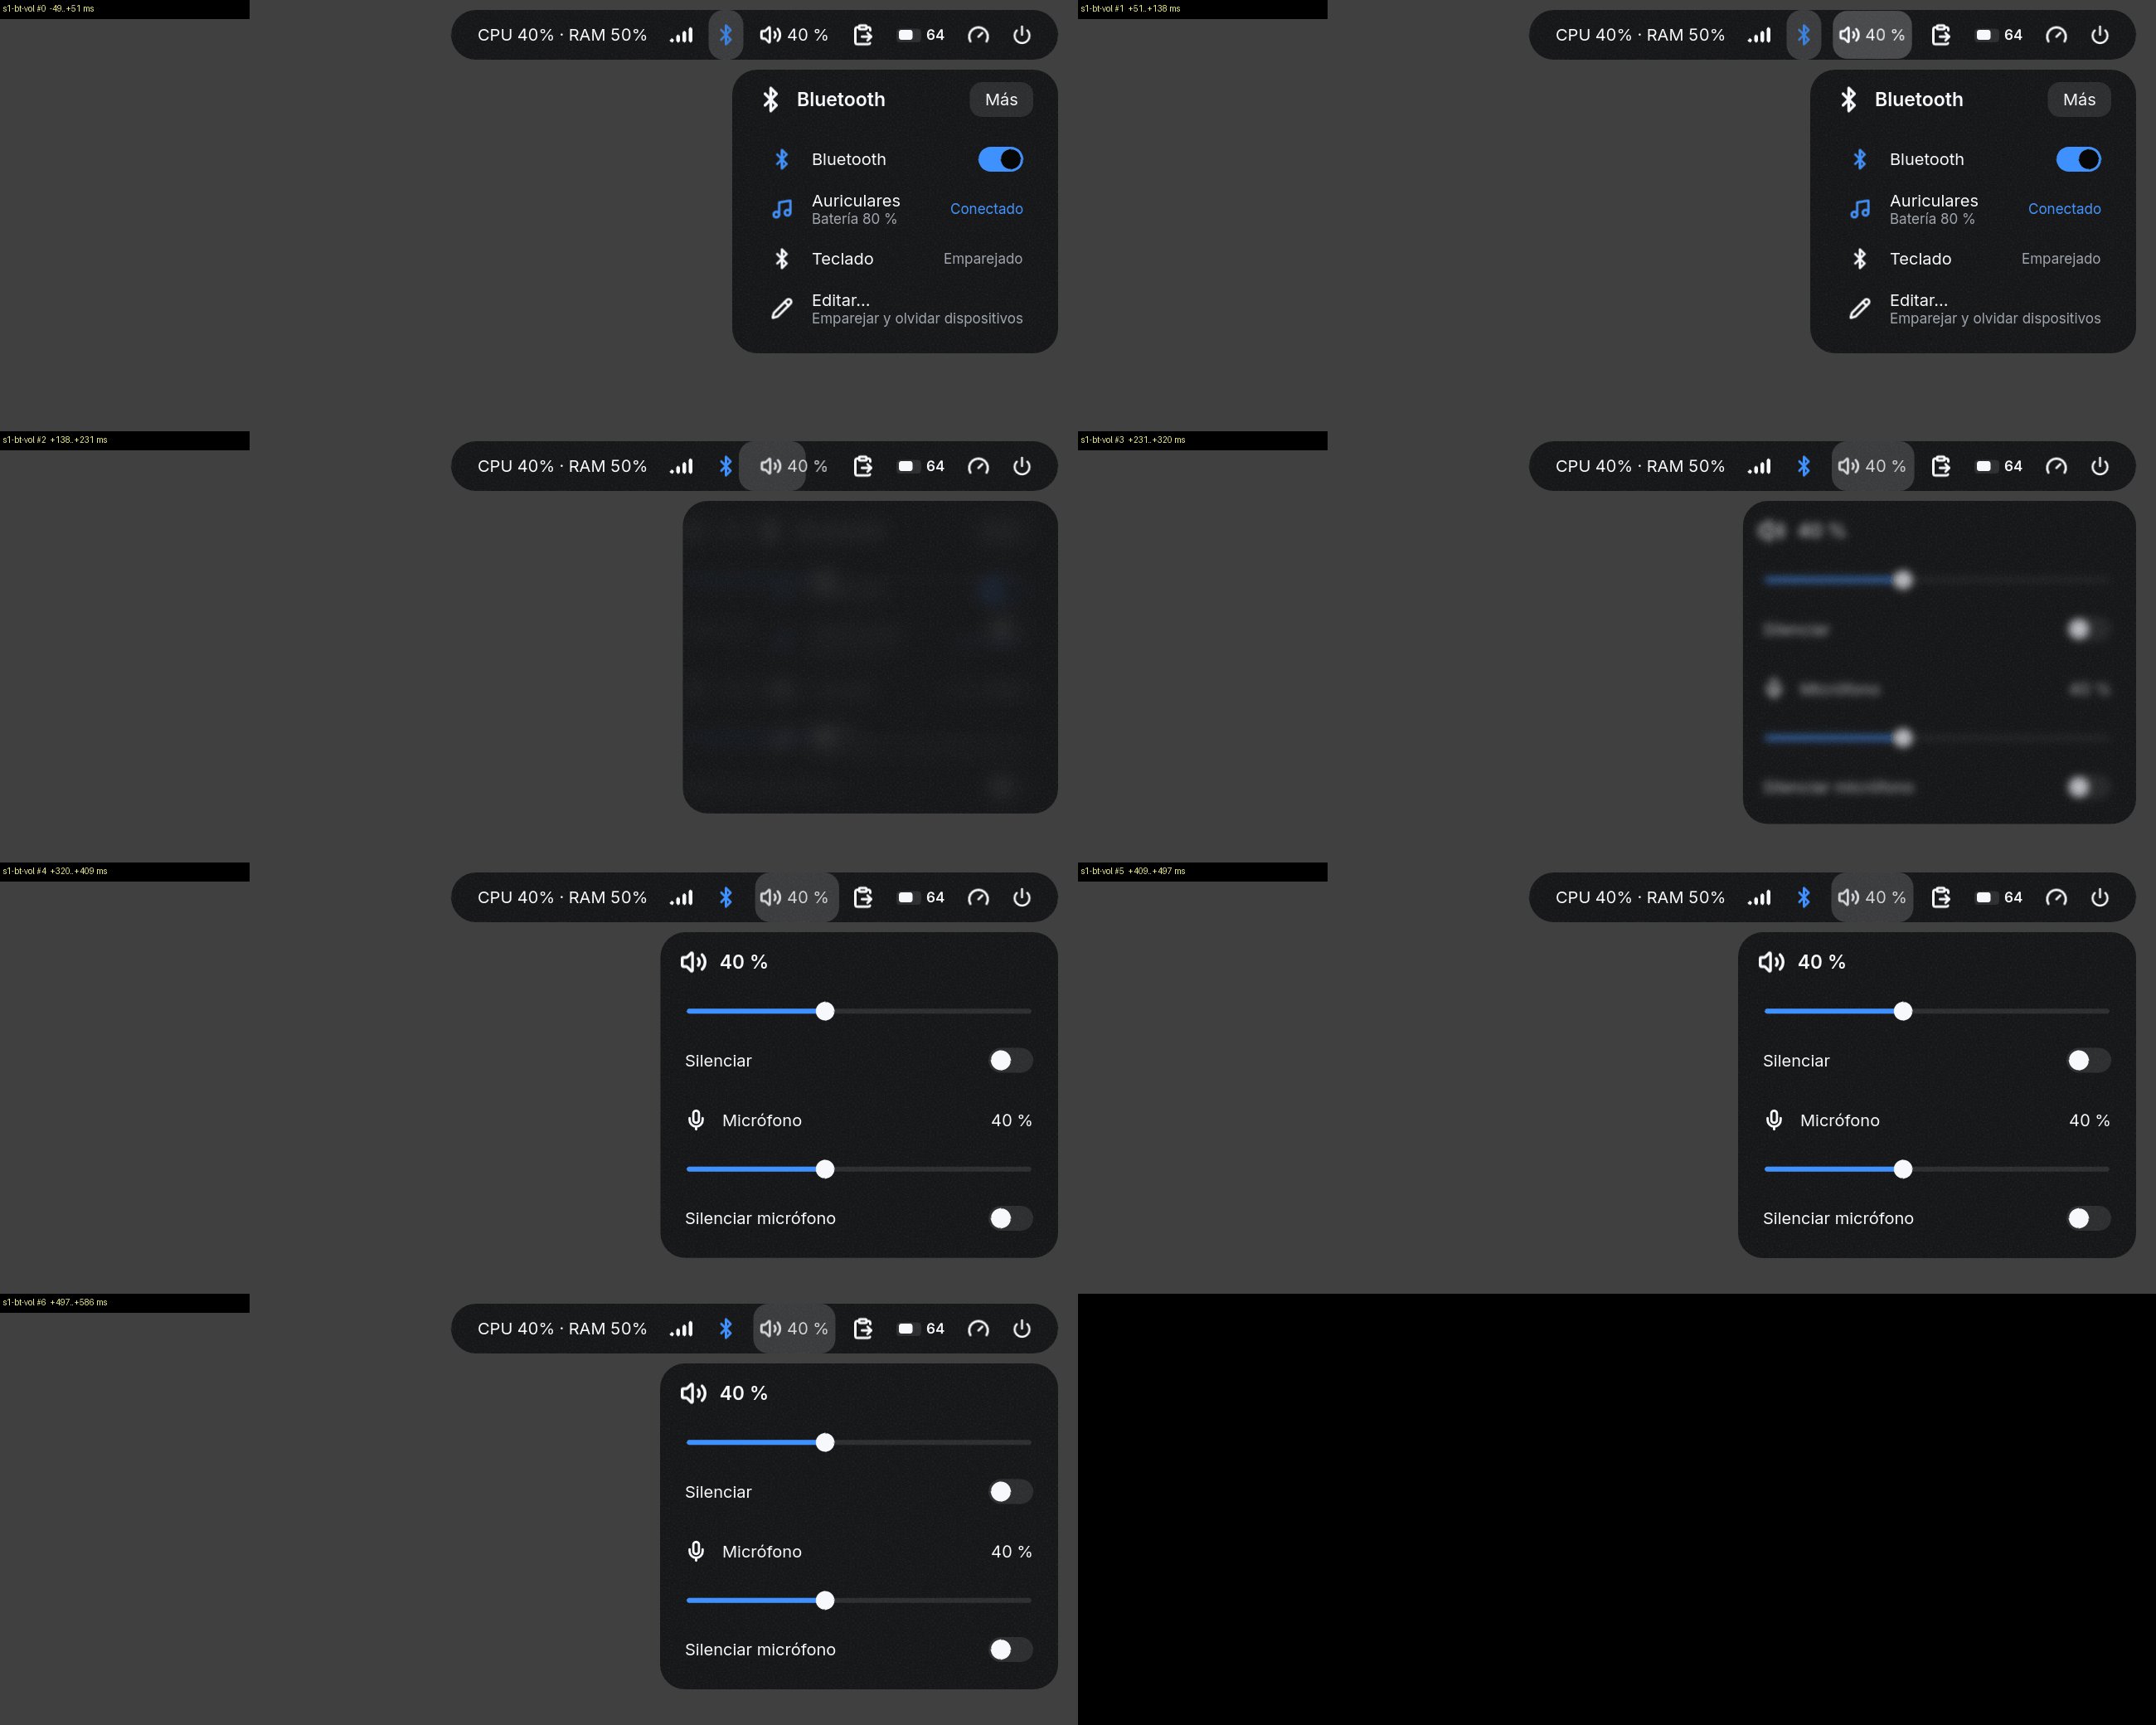 s1-bt-vol #0 -49..+51 ms
CPU 40% · RAM 50% 40 % 64
Bluetooth Más
Bluetooth
Auriculares Conectado
Batería 80 %
Teclado Emparejado
Editar...
Emparejar y olvidar dispositivos
s1-bt-vol #1 +51..+138 ms
CPU 40% · RAM 50% 40 % 64
Bluetooth Más
Bluetooth
Auriculares Conectado
Batería 80 %
Teclado Emparejado
Editar...
Emparejar y olvidar dispositivos
s1-bt-vol #2 +138..+231 ms
CPU 40% · RAM 50% 40 % 64
s1-bt-vol #3 +231..+320 ms
CPU 40% · RAM 50% 40 % 64
40 %
Silenciar
Micrófono 40 %
Silenciar micrófono
s1-bt-vol #4 +320..+409 ms
CPU 40% · RAM 50% 40 % 64
40 %
Silenciar
Micrófono 40 %
Silenciar micrófono
s1-bt-vol #5 +409..+497 ms
CPU 40% · RAM 50% 40 % 64
40 %
Silenciar
Micrófono 40 %
Silenciar micrófono
s1-bt-vol #6 +497..+586 ms
CPU 40% · RAM 50% 40 % 64
40 %
Silenciar
Micrófono 40 %
Silenciar micrófono